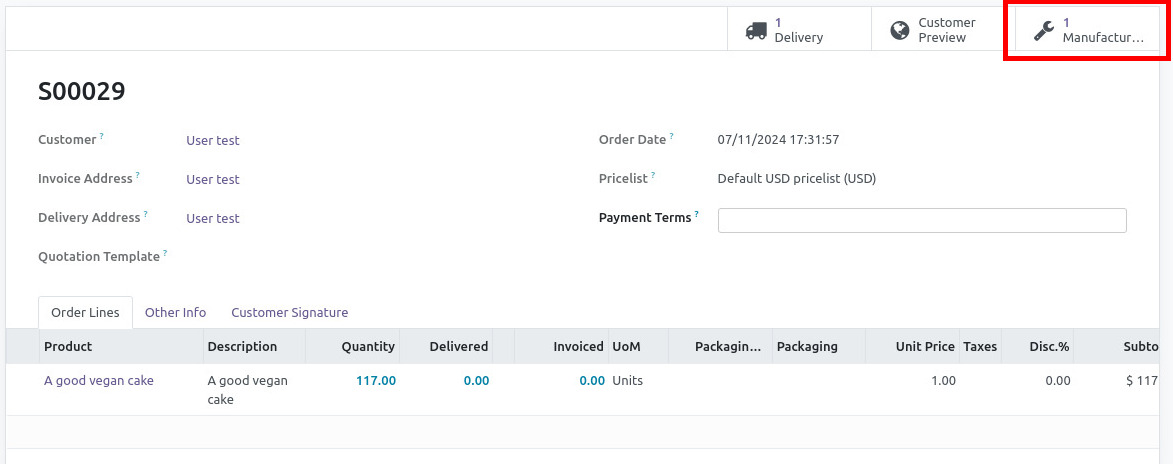 1
Delivery
Customer
Preview
1
Manufactur...
S00029
Customer ? User test
Order Date ? 07/11/2024 17:31:57
Invoice Address ? User test
Pricelist ? Default USD pricelist (USD)
Delivery Address ? User test
Payment Terms ?
Quotation Template ?
Order Lines Other Info Customer Signature
Product Description Quantity Delivered Invoiced UoM Packagin... Packaging Unit Price Taxes Disc.% Subto
A good vegan cake A good vegan 117.00 0.00 0.00 Units 1.00 0.00 $ 117
cake